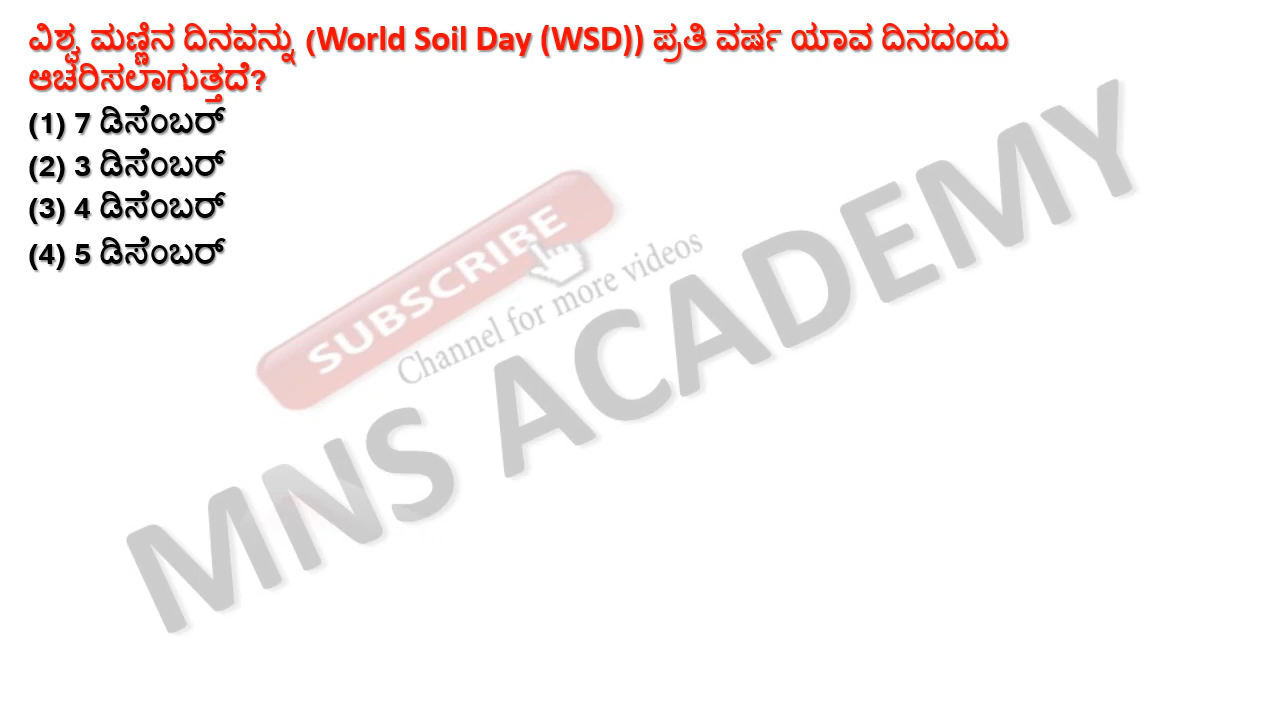 ವಿಶ್ವ ಮಣ್ಣಿನ ದಿನವನ್ನು (World Soil Day (WSD)) ಪ್ರತಿ ವರ್ಷ ಯಾವ ದಿನದಂದು
ಆಚರಿಸಲಾಗುತ್ತದೆ?
(1) 7 ಡಿಸೆಂಬರ್
(2) 3 ಡಿಸೆಂಬರ್
(3) 4 ಡಿಸೆಂಬರ್
(4) 5 ಡಿಸೆಂಬರ್
SUBSCRIBE
Channel for more videos
MNS ACADEMY